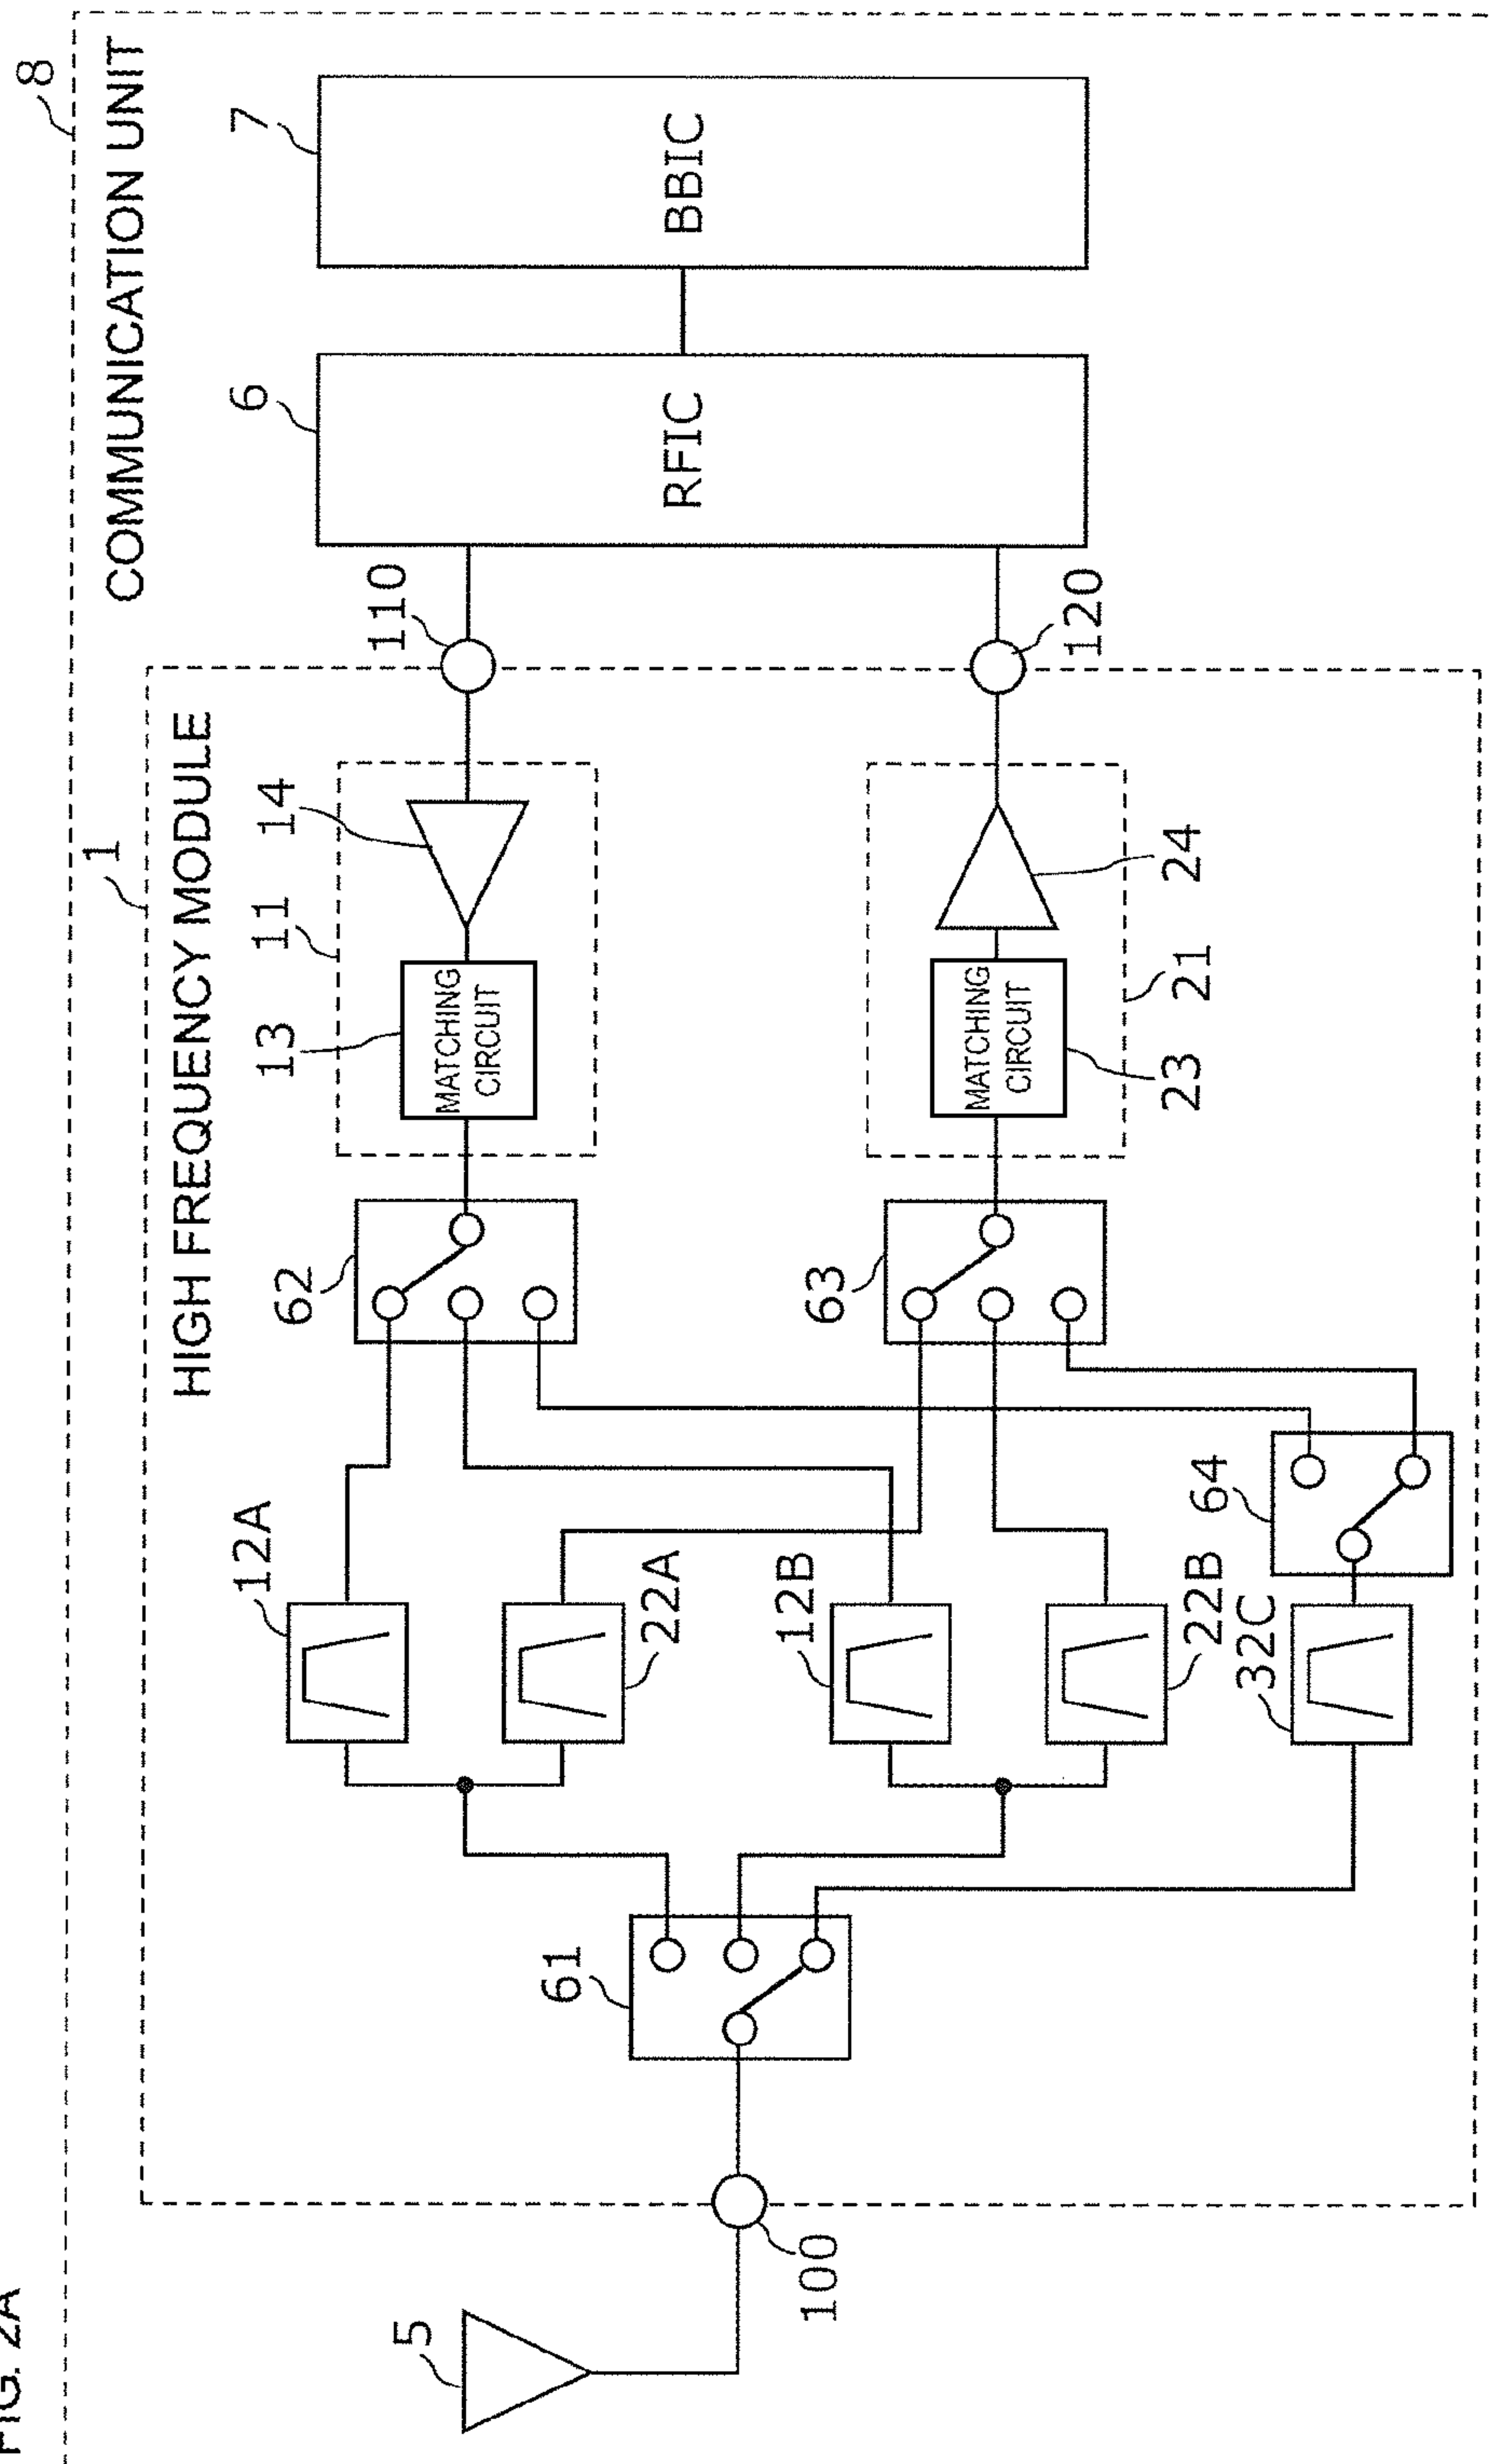 FIG. 2A
8
COMMUNICATION UNIT
1
HIGH FREQUENCY MODULE
7
BBIC
6
RFIC
110
120
14
11
13
MATCHING
CIRCUIT
24
21
23
MATCHING
CIRCUIT
62
63
64
12A
22A
12B
22B
32C
61
100
5